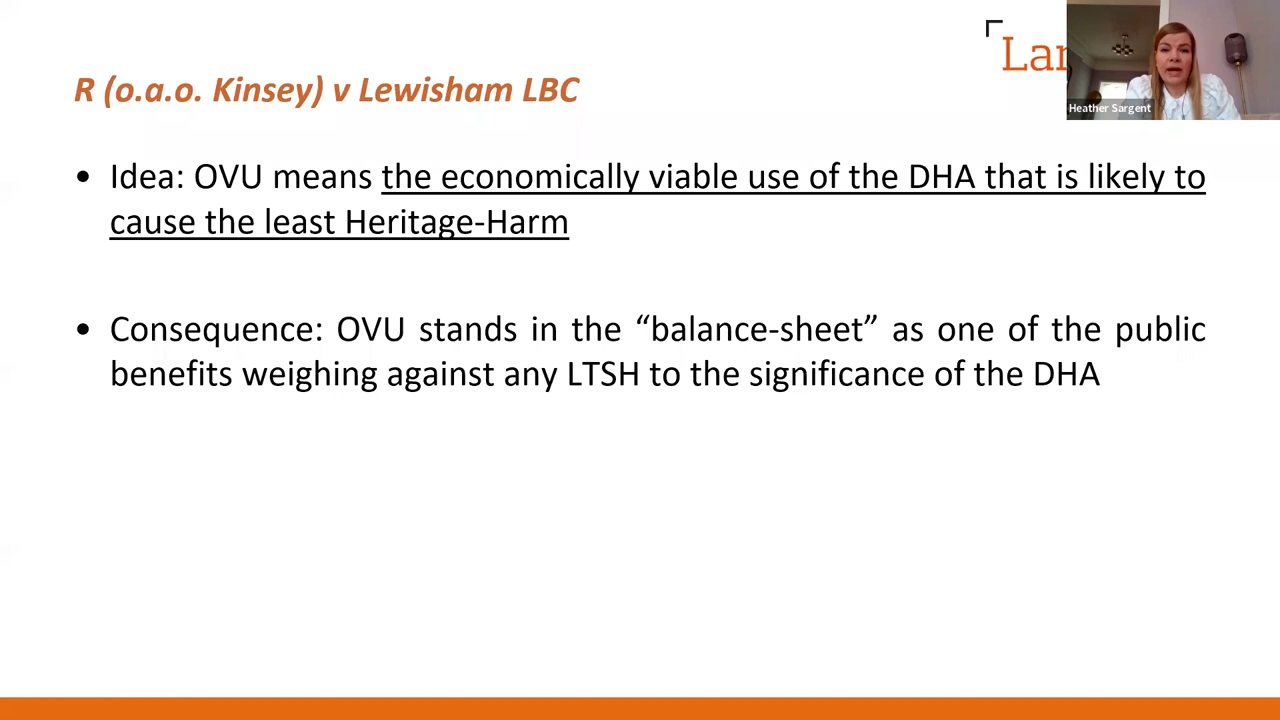 Lan
Heather Sargent
R (o.a.o. Kinsey) v Lewisham LBC
• Idea: OVU means the economically viable use of the DHA that is likely to
cause the least Heritage-Harm
• Consequence: OVU stands in the “balance-sheet” as one of the public
benefits weighing against any LTSH to the significance of the DHA